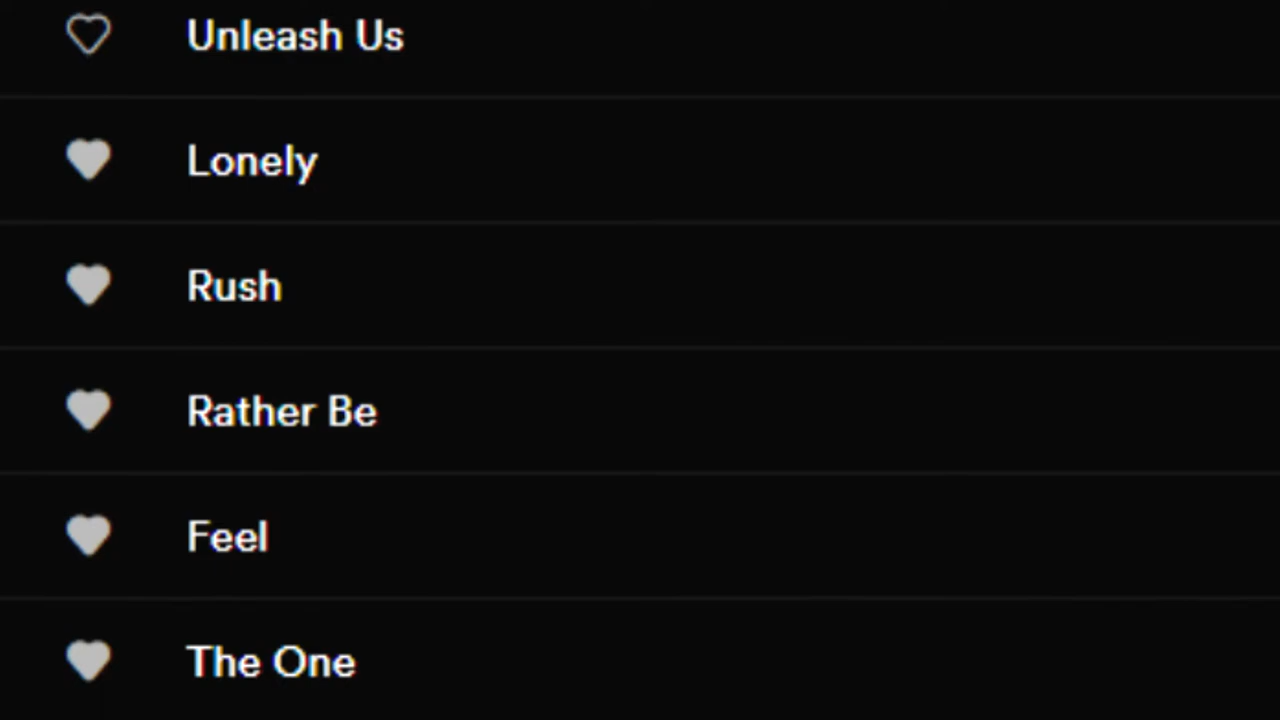 Unleash Us
Lonely
Rush
Rather Be
Feel
The One